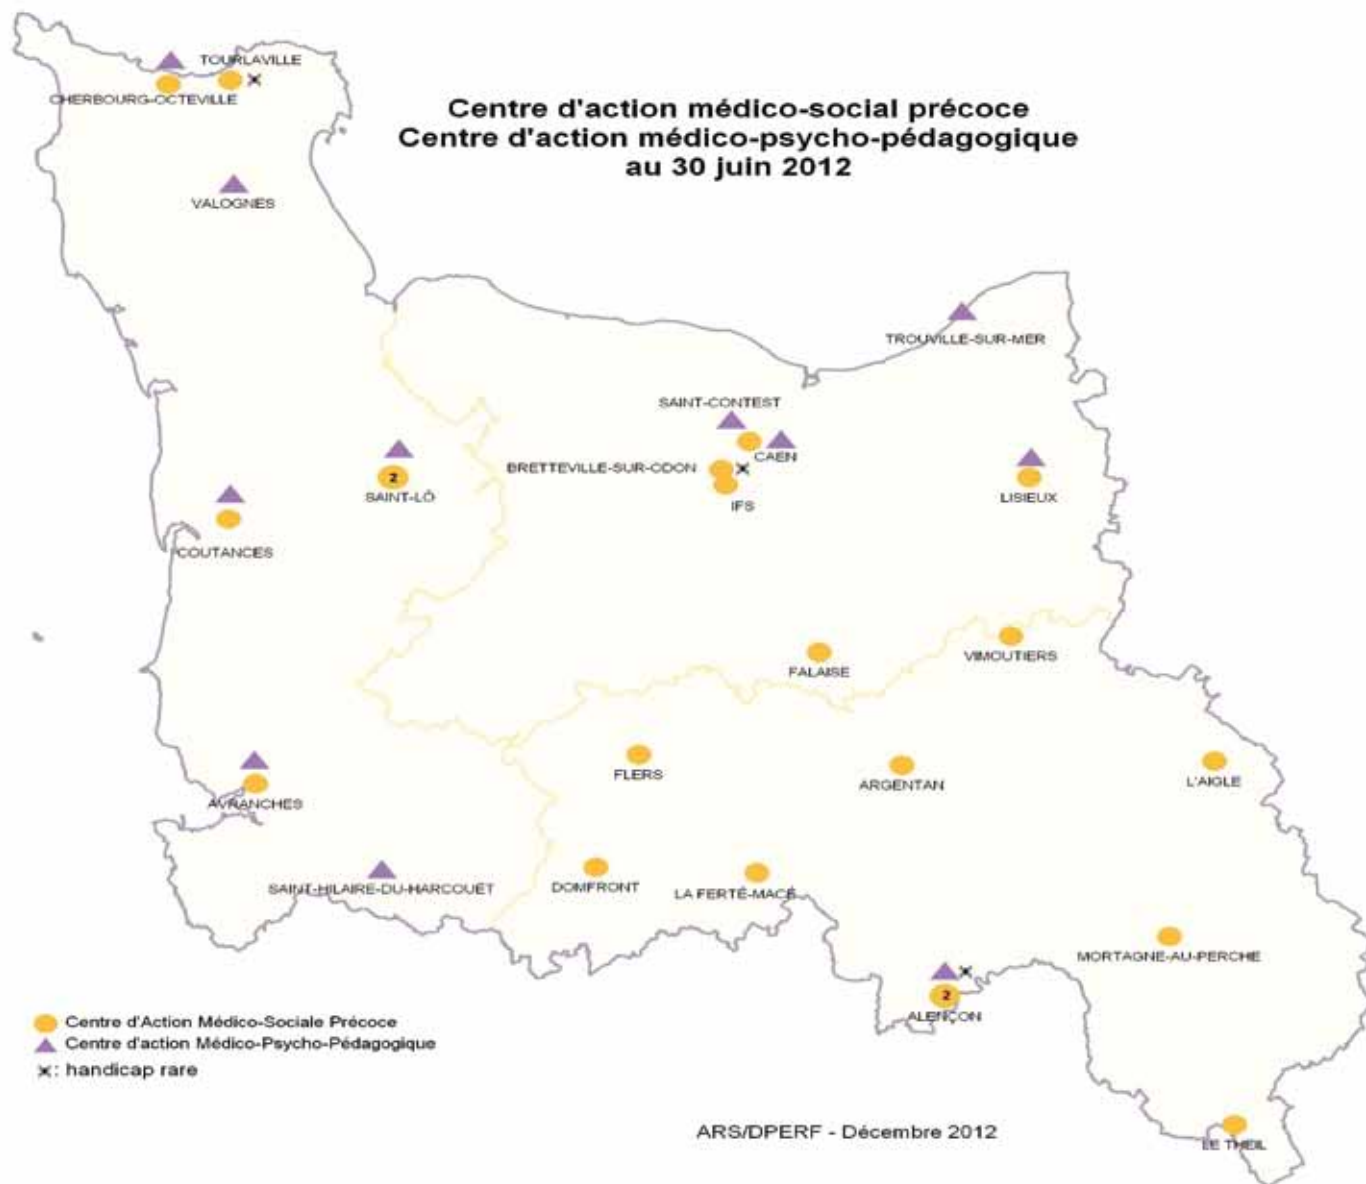 TOURLAVILLE
CHERBOURG-OCTEVILLE
Centre d'action médico-social précoce
Centre d'action médico-psycho-pédagogique
au 30 juin 2012
VALOGNES
TROUVILLE-SUR-MER
SAINT-CONTEST
CAEN
BRETTEVILLE-SUR-ODON
IFS
2
SAINT-LÔ
LISIEUX
COUTANCES
FALAISE
VIMOUTIERS
FLERS
ARGENTAN
L'AIGLE
AVRANCHES
SAINT-HILAIRE-DU-HARCOUET
DOMFRONT
LA FERTÉ-MACÉ
MORTAGNE-AU-PERCHE
2
ALENÇON
Centre d'Action Médico-Sociale Précoce
Centre d'action Médico-Psycho-Pédagogique
: handicap rare
ARS/DPERF - Décembre 2012
LE THEIL